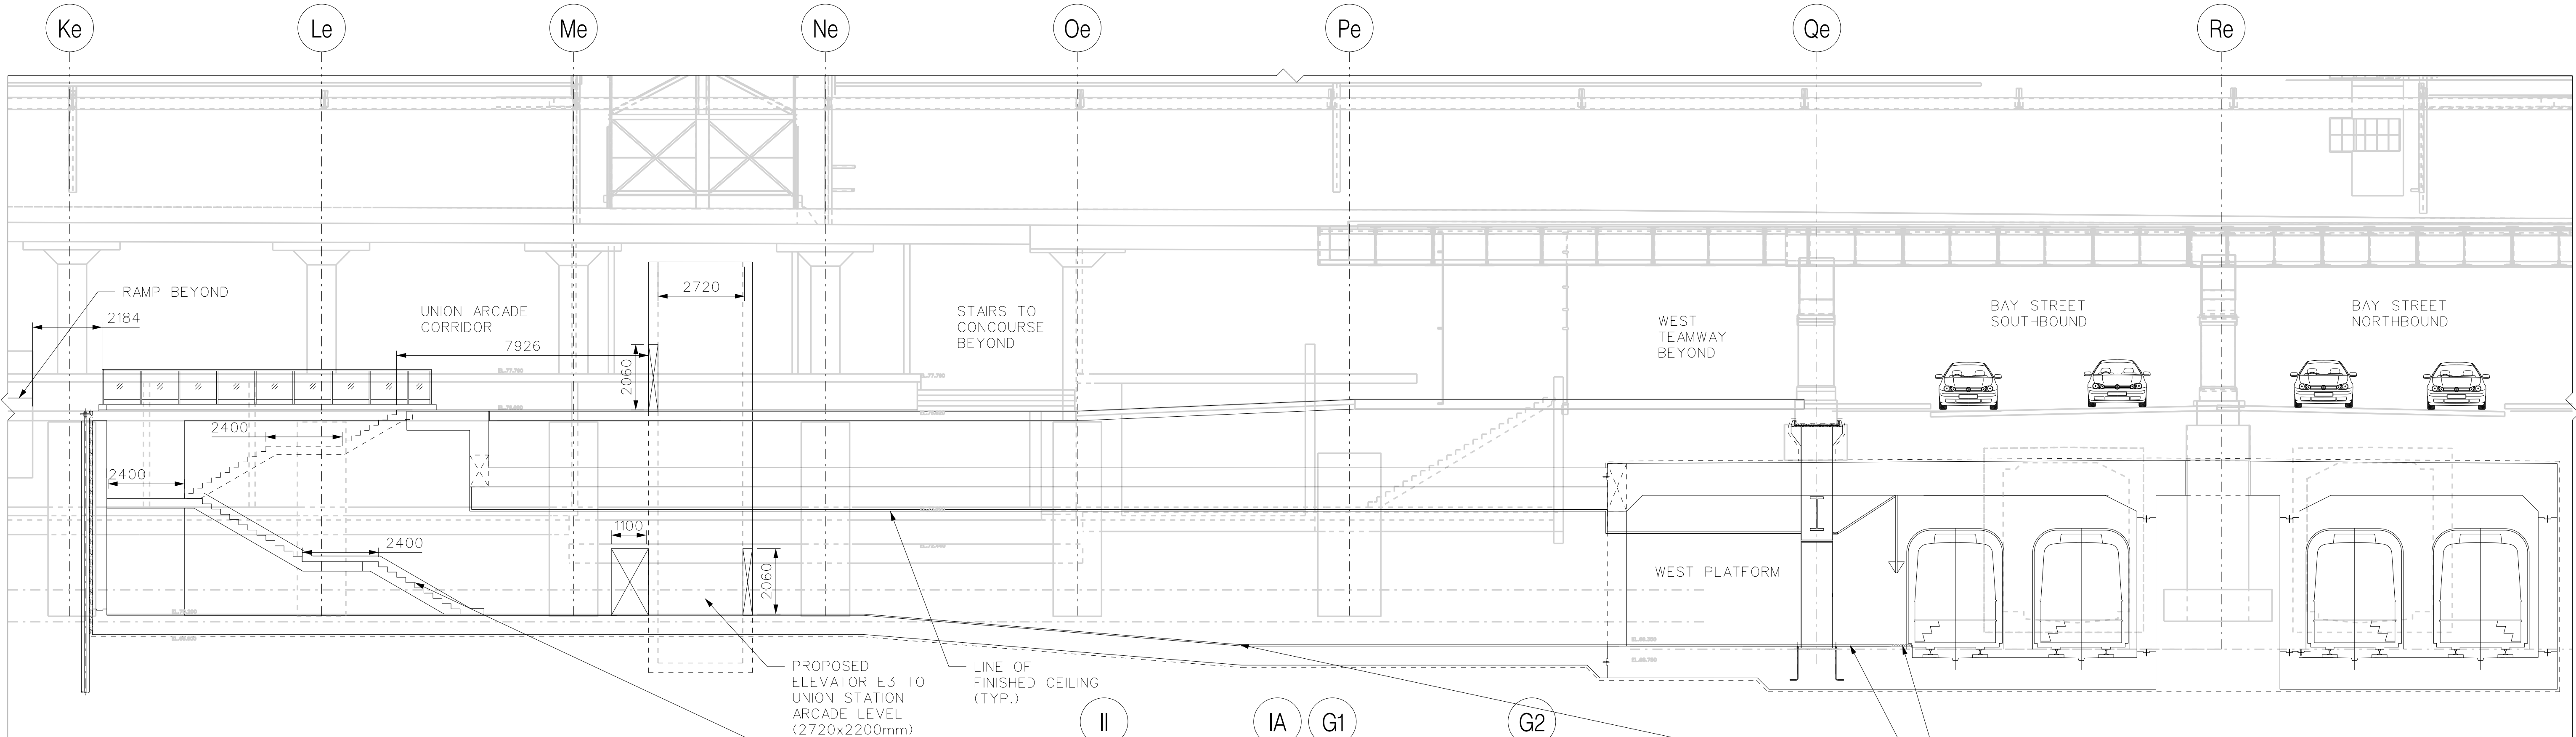 Ke
Le
Me
Ne
Oe
Pe
Qe
Re
RAMP BEYOND
2184
UNION ARCADE
CORRIDOR
7926
2720
2060
STAIRS TO
CONCOURSE
BEYOND
WEST
TEAMWAY
BEYOND
BAY STREET
SOUTHBOUND
BAY STREET
NORTHBOUND
2400
2400
2400
1100
2060
WEST PLATFORM
PROPOSED
ELEVATOR E3 TO
UNION STATION
ARCADE LEVEL
(2720x2200mm)
LINE OF
FINISHED CEILING
(TYP.)
II
IA
G1
G2